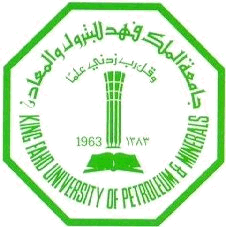 جامعة الملك فهد للبترول والمعادن
وقل رب زدني علما
1963 ١٣٨٣
KING FAHD UNIVERSITY OF PETROLEUM & MINERALS